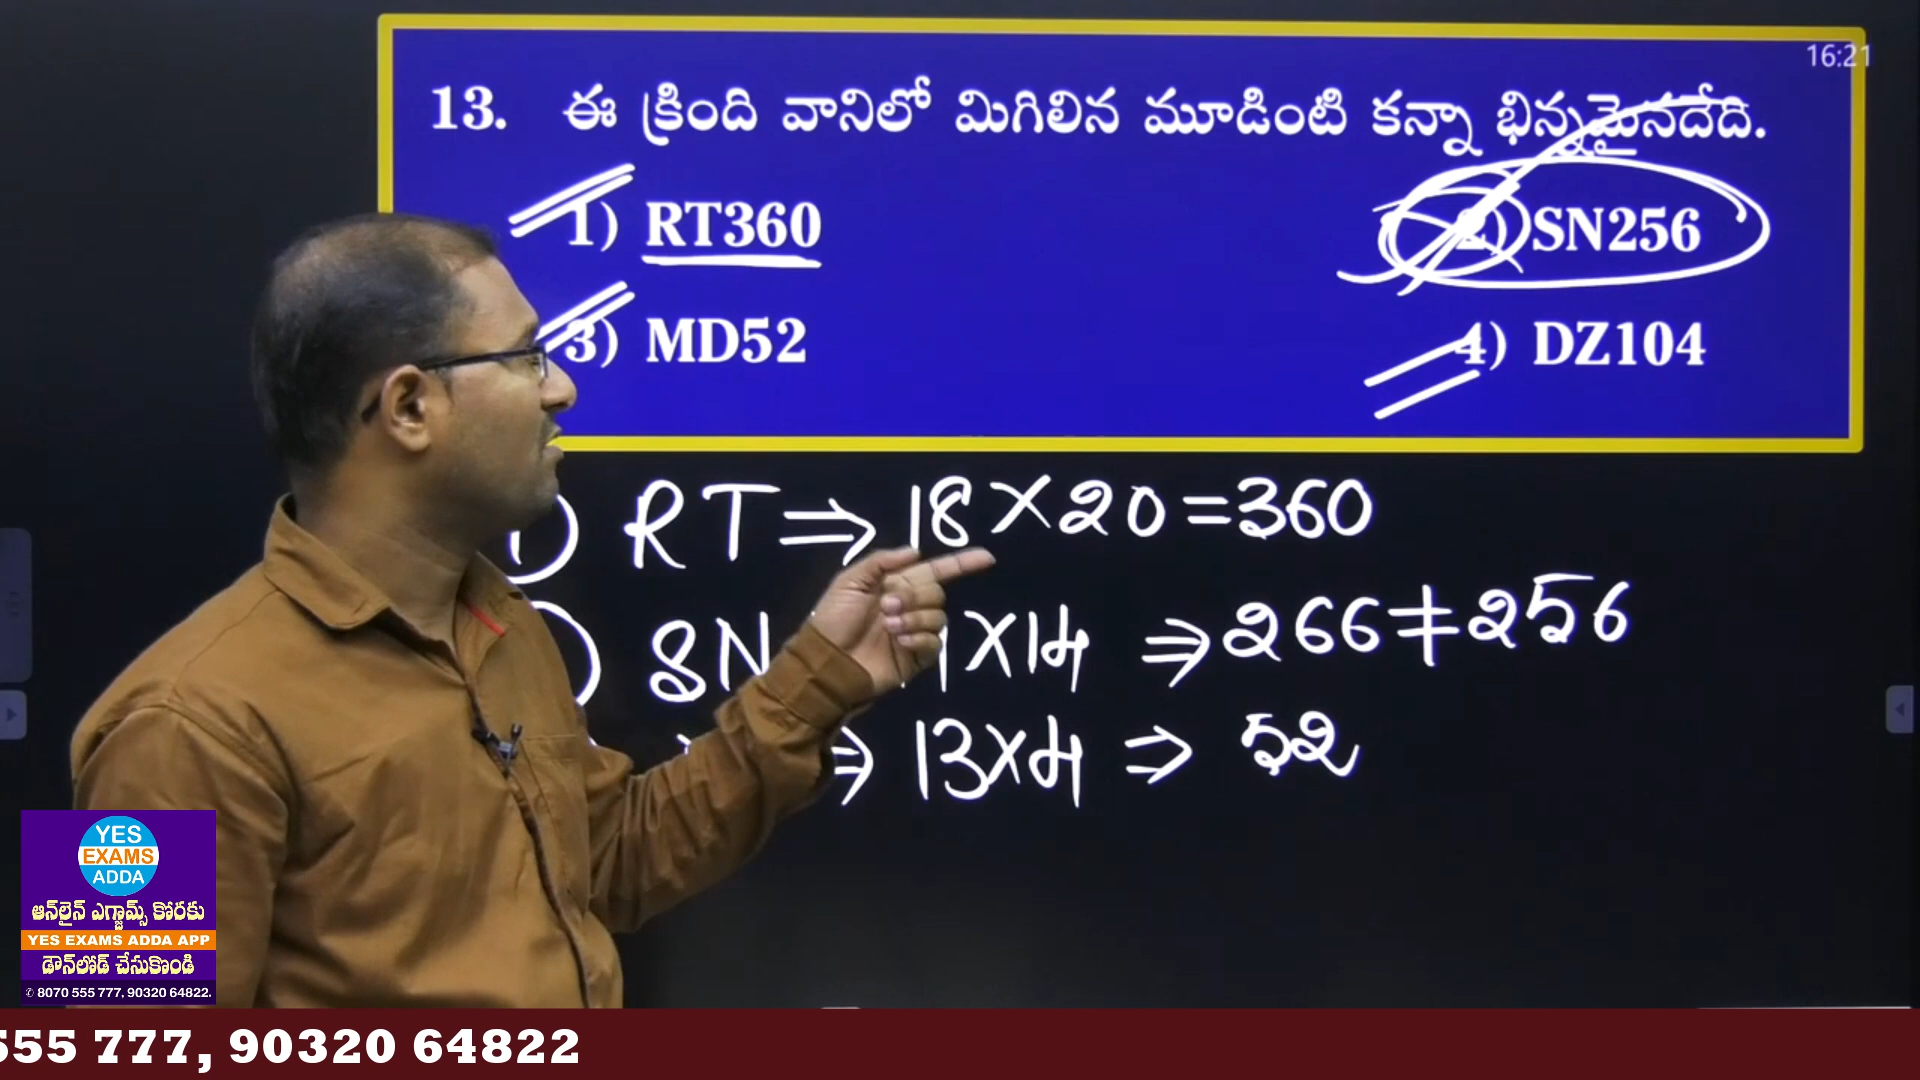 16:21
13. ఈ క్రింది వానిలో మిగిలిన మూడింటి కన్నా భిన్నమైనదేది.
1) RT360 2) SN256
3) MD52 4) DZ104
1) RT ⇒ 18 × 20 = 360
SN 14 ⇒ 266 ≠ 256
⇒ 13 × 4 ⇒ 52
YES
EXAMS
ADDA
ఆన్‌లైన్ ఎగ్జామ్స్ కొరకు
YES EXAMS ADDA APP
డౌన్‌లోడ్ చేసుకొండి
✆ 8070 555 777, 90320 64822.
555 777, 90320 64822